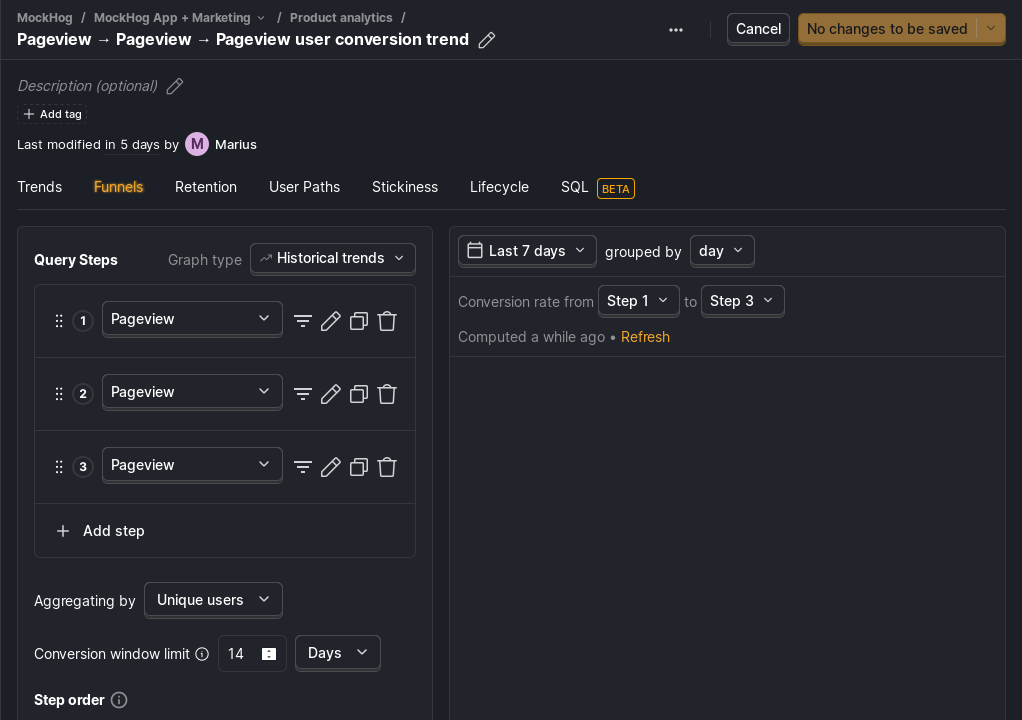 MockHog / MockHog App + Marketing / Product analytics /
Pageview → Pageview → Pageview user conversion trend
Cancel
No changes to be saved
Description (optional)
Add tag
Last modified in 5 days by M Marius
Trends Funnels Retention User Paths Stickiness Lifecycle SQL BETA
Query Steps Graph type Historical trends
1 Pageview
2 Pageview
3 Pageview
Add step
Aggregating by Unique users
Conversion window limit 14 Days
Step order
Last 7 days grouped by day
Conversion rate from Step 1 to Step 3
Computed a while ago • Refresh